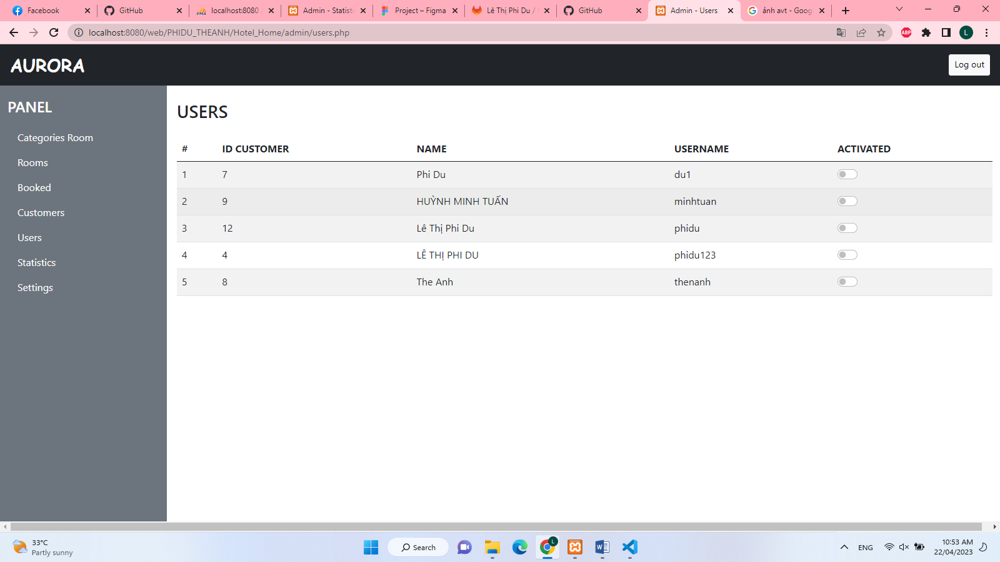 Facebook
GitHub
localhost:8080
Admin - Statist
Project – Figma
Lê Thị Phi Du /
GitHub
Admin - Users
ảnh avt - Goog
localhost:8080/web/PHIDU_THEANH/Hotel_Home/admin/users.php
ABP
L
AURORA
Log out
PANEL
Categories Room
Rooms
Booked
Customers
Users
Statistics
Settings
USERS
# ID CUSTOMER NAME USERNAME ACTIVATED
1 7 Phi Du du1
2 9 HUỲNH MINH TUẤN minhtuan
3 12 Lê Thị Phi Du phidu
4 4 LÊ THỊ PHI DU phidu123
5 8 The Anh thenanh
33°C
Partly sunny
Search
L
ENG
10:53 AM
22/04/2023